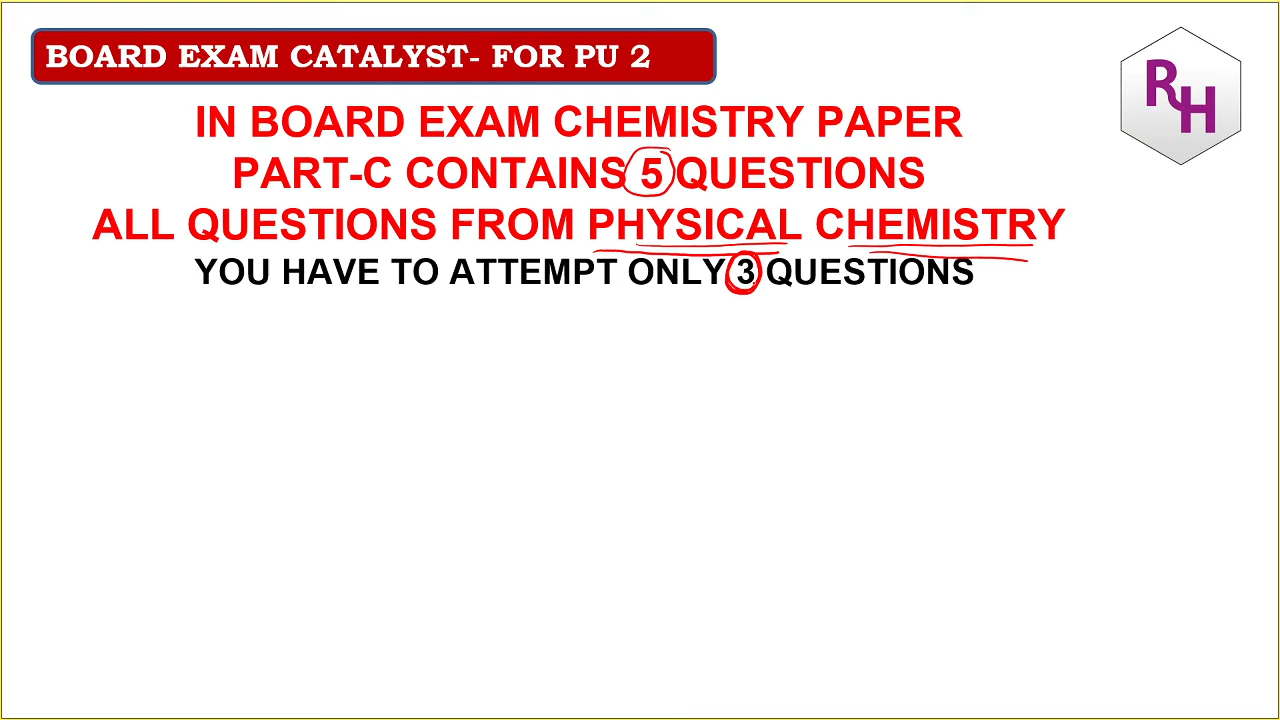 BOARD EXAM CATALYST- FOR PU 2
RH
IN BOARD EXAM CHEMISTRY PAPER
PART-C CONTAINS 5 QUESTIONS
ALL QUESTIONS FROM PHYSICAL CHEMISTRY
YOU HAVE TO ATTEMPT ONLY 3 QUESTIONS